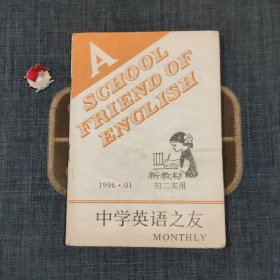 A
SCHOOL
FRIEND OF
ENGLISH
新教材
1996·01
初二实用
中学英语之友
MONTHLY